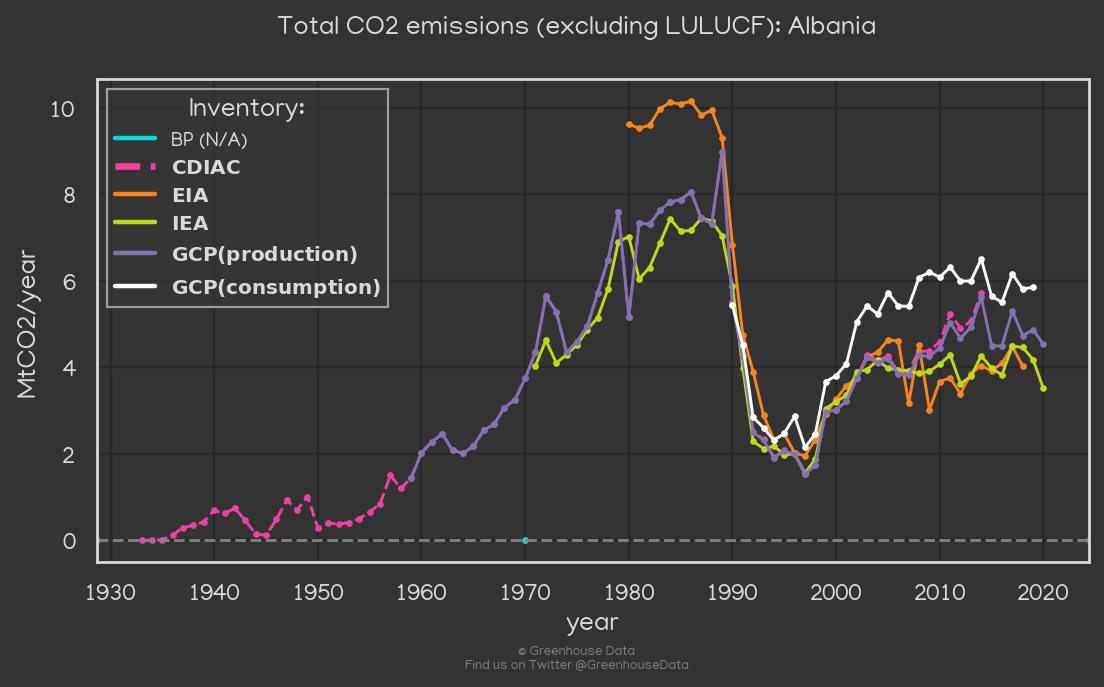 Total CO2 emissions (excluding LULUCF): Albania
Inventory:
BP (N/A)
CDIAC
EIA
IEA
GCP(production)
GCP(consumption)
MtCO2/year
10
8
6
4
2
0
1930 1940 1950 1960 1970 1980 1990 2000 2010 2020
year
© Greenhouse Data
Find us on Twitter @GreenhouseData